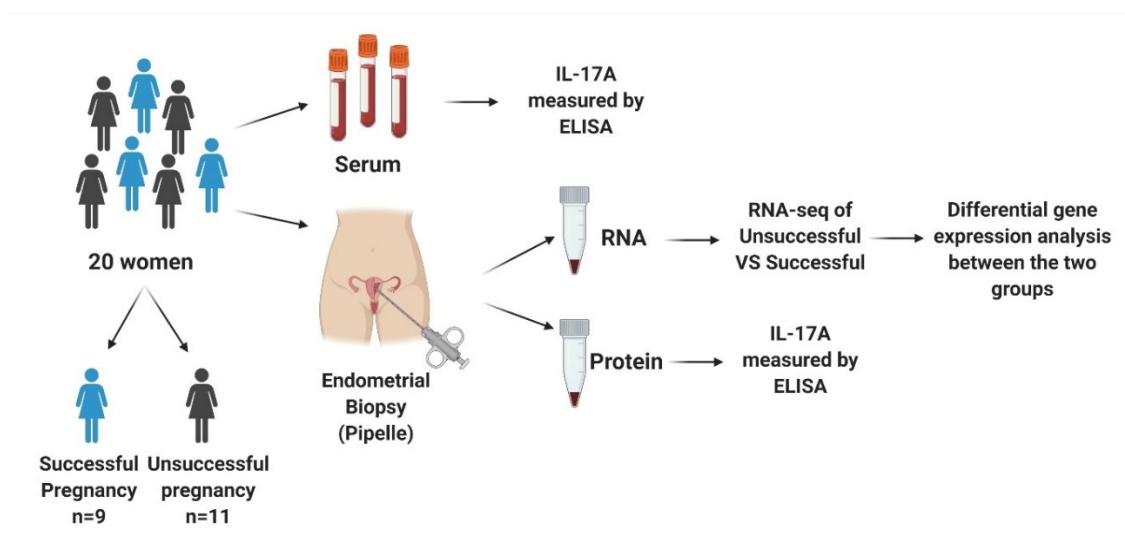 20 women
Successful
Pregnancy
n=9
Unsuccessful
pregnancy
n=11
Serum
IL-17A
measured by
ELISA
Endometrial
Biopsy
(Pipelle)
RNA
RNA-seq of
Unsuccessful
VS Successful
Differential gene
expression analysis
between the two
groups
Protein
IL-17A
measured by
ELISA